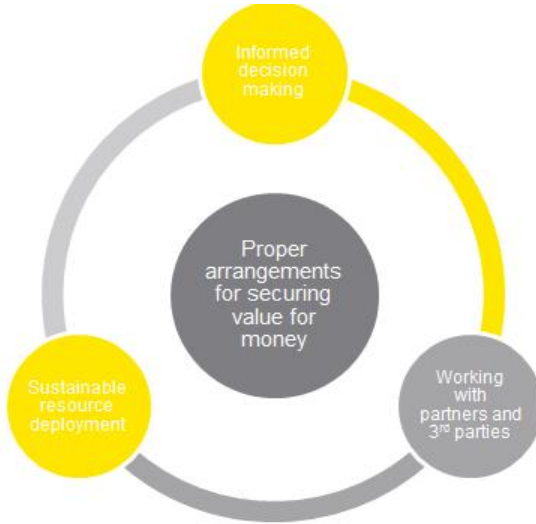 Informed
decision
making
Proper
arrangements
for securing
value for
money
Sustainable
resource
deployment
Working
with
partners and
3rd parties